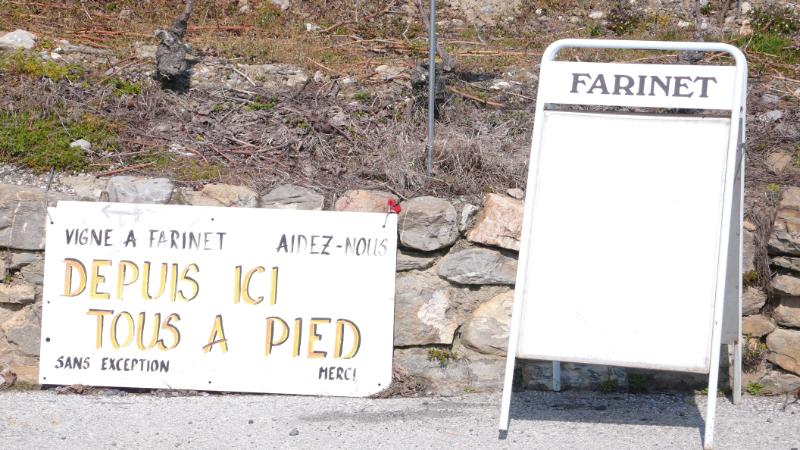 VIGNE A FARINET AIDEZ-NOUS
DEPUIS ICI
TOUS A PIED
SANS EXCEPTION MERCI
FARINET